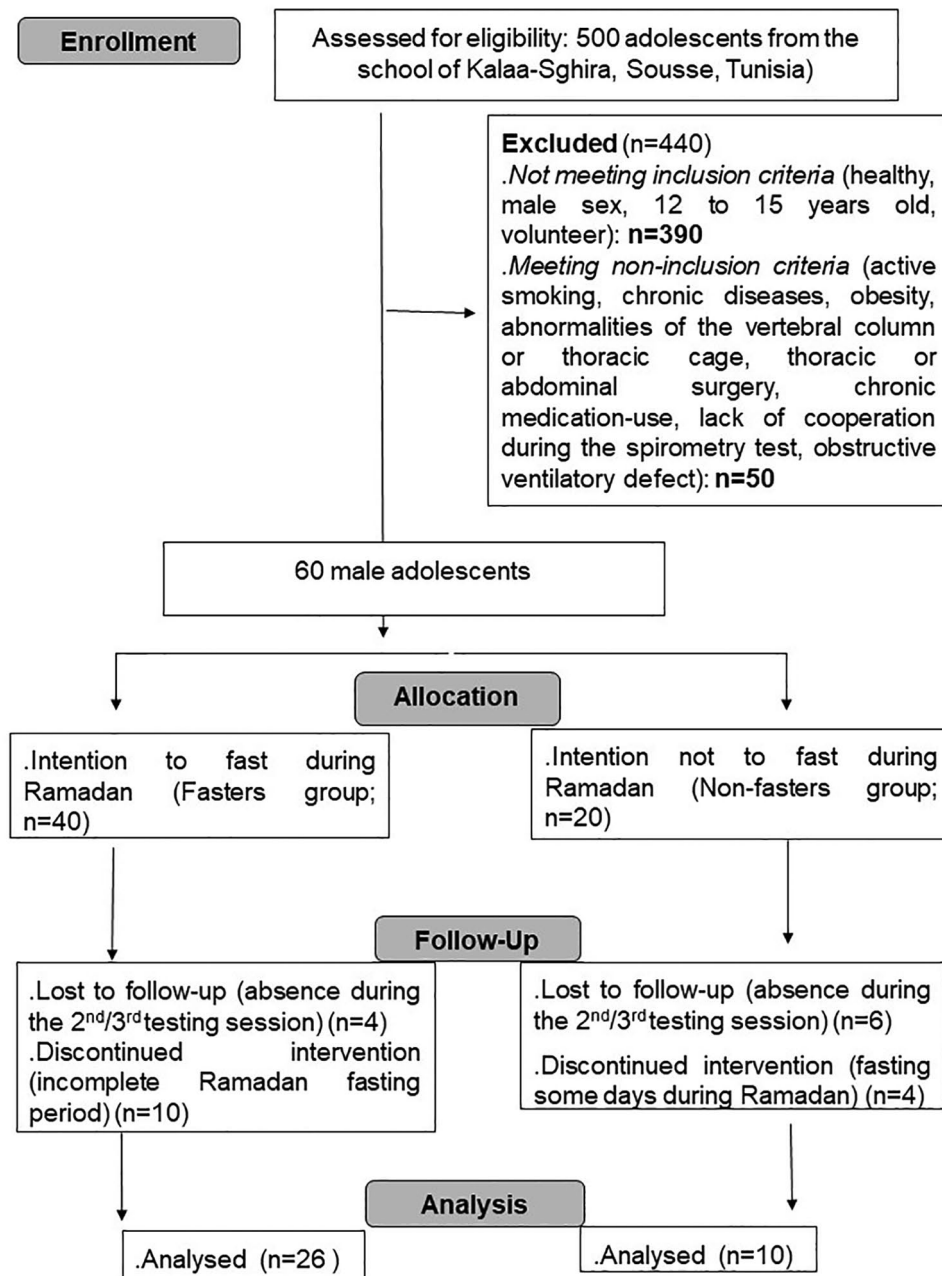 Enrollment
Assessed for eligibility: 500 adolescents from the
school of Kalaa-Sghira, Sousse, Tunisia)
Excluded (n=440)
.Not meeting inclusion criteria (healthy,
male sex, 12 to 15 years old,
volunteer): n=390
.Meeting non-inclusion criteria (active
smoking, chronic diseases, obesity,
abnormalities of the vertebral column
or thoracic cage, thoracic or
abdominal surgery, chronic
medication-use, lack of cooperation
during the spirometry test, obstructive
ventilatory defect): n=50
60 male adolescents
Allocation
.Intention to fast during
Ramadan (Fasters group;
n=40)
.Intention not to fast during
Ramadan (Non-fasters group;
n=20)
Follow-Up
.Lost to follow-up (absence during
the 2nd/3rd testing session) (n=4)
.Discontinued intervention
(incomplete Ramadan fasting
period) (n=10)
.Lost to follow-up (absence during
the 2nd/3rd testing session) (n=6)
.Discontinued intervention (fasting
some days during Ramadan) (n=4)
Analysis
.Analysed (n=26 )
.Analysed (n=10)